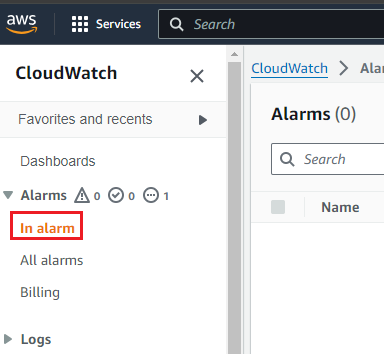 aws Services Search
CloudWatch
CloudWatch > Alar
Favorites and recents
Dashboards
Alarms 0 0 1
In alarm
All alarms
Billing
Logs
Alarms (0)
Search
Name